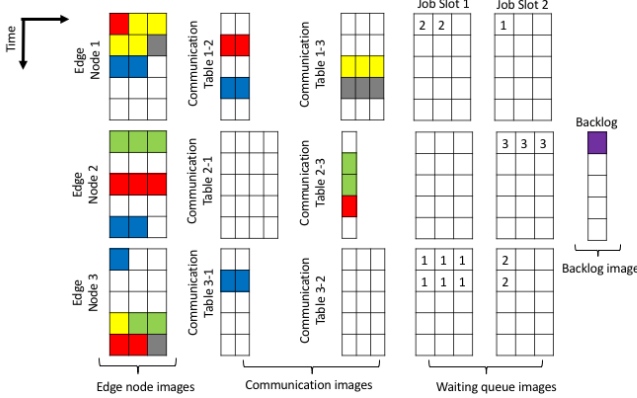 Job Slot 1
Job Slot 2
Time
Edge
Node 1
Communication
Table 1-2
Communication
Table 1-3
2 2
1
Backlog
Edge
Node 2
Communication
Table 2-1
Communication
Table 2-3
3 3 3
Edge
Node 3
Communication
Table 3-1
Communication
Table 3-2
1 1 1
2
1 1 1
2
Backlog image
Edge node images
Communication images
Waiting queue images